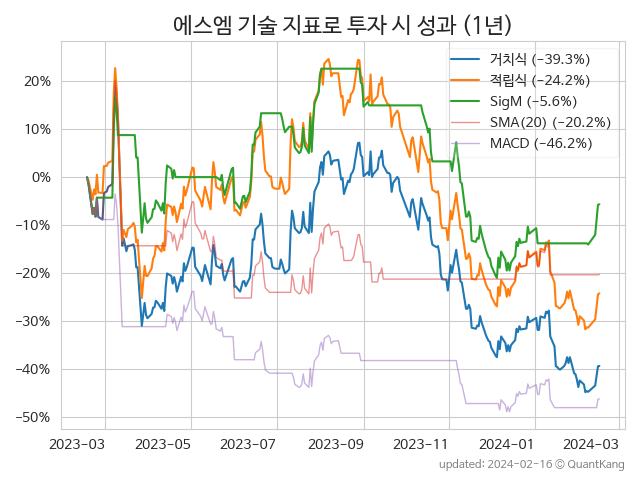 에스엠 기술 지표로 투자 시 성과 (1년)
거치식 (−39.3%)
적립식 (−24.2%)
SigM (−5.6%)
SMA(20) (−20.2%)
MACD (−46.2%)
20%
10%
0%
−10%
−20%
−30%
−40%
−50%
2023−03 2023−05 2023−07 2023−09 2023−11 2024−01 2024−03
updated: 2024−02−16 © QuantKang